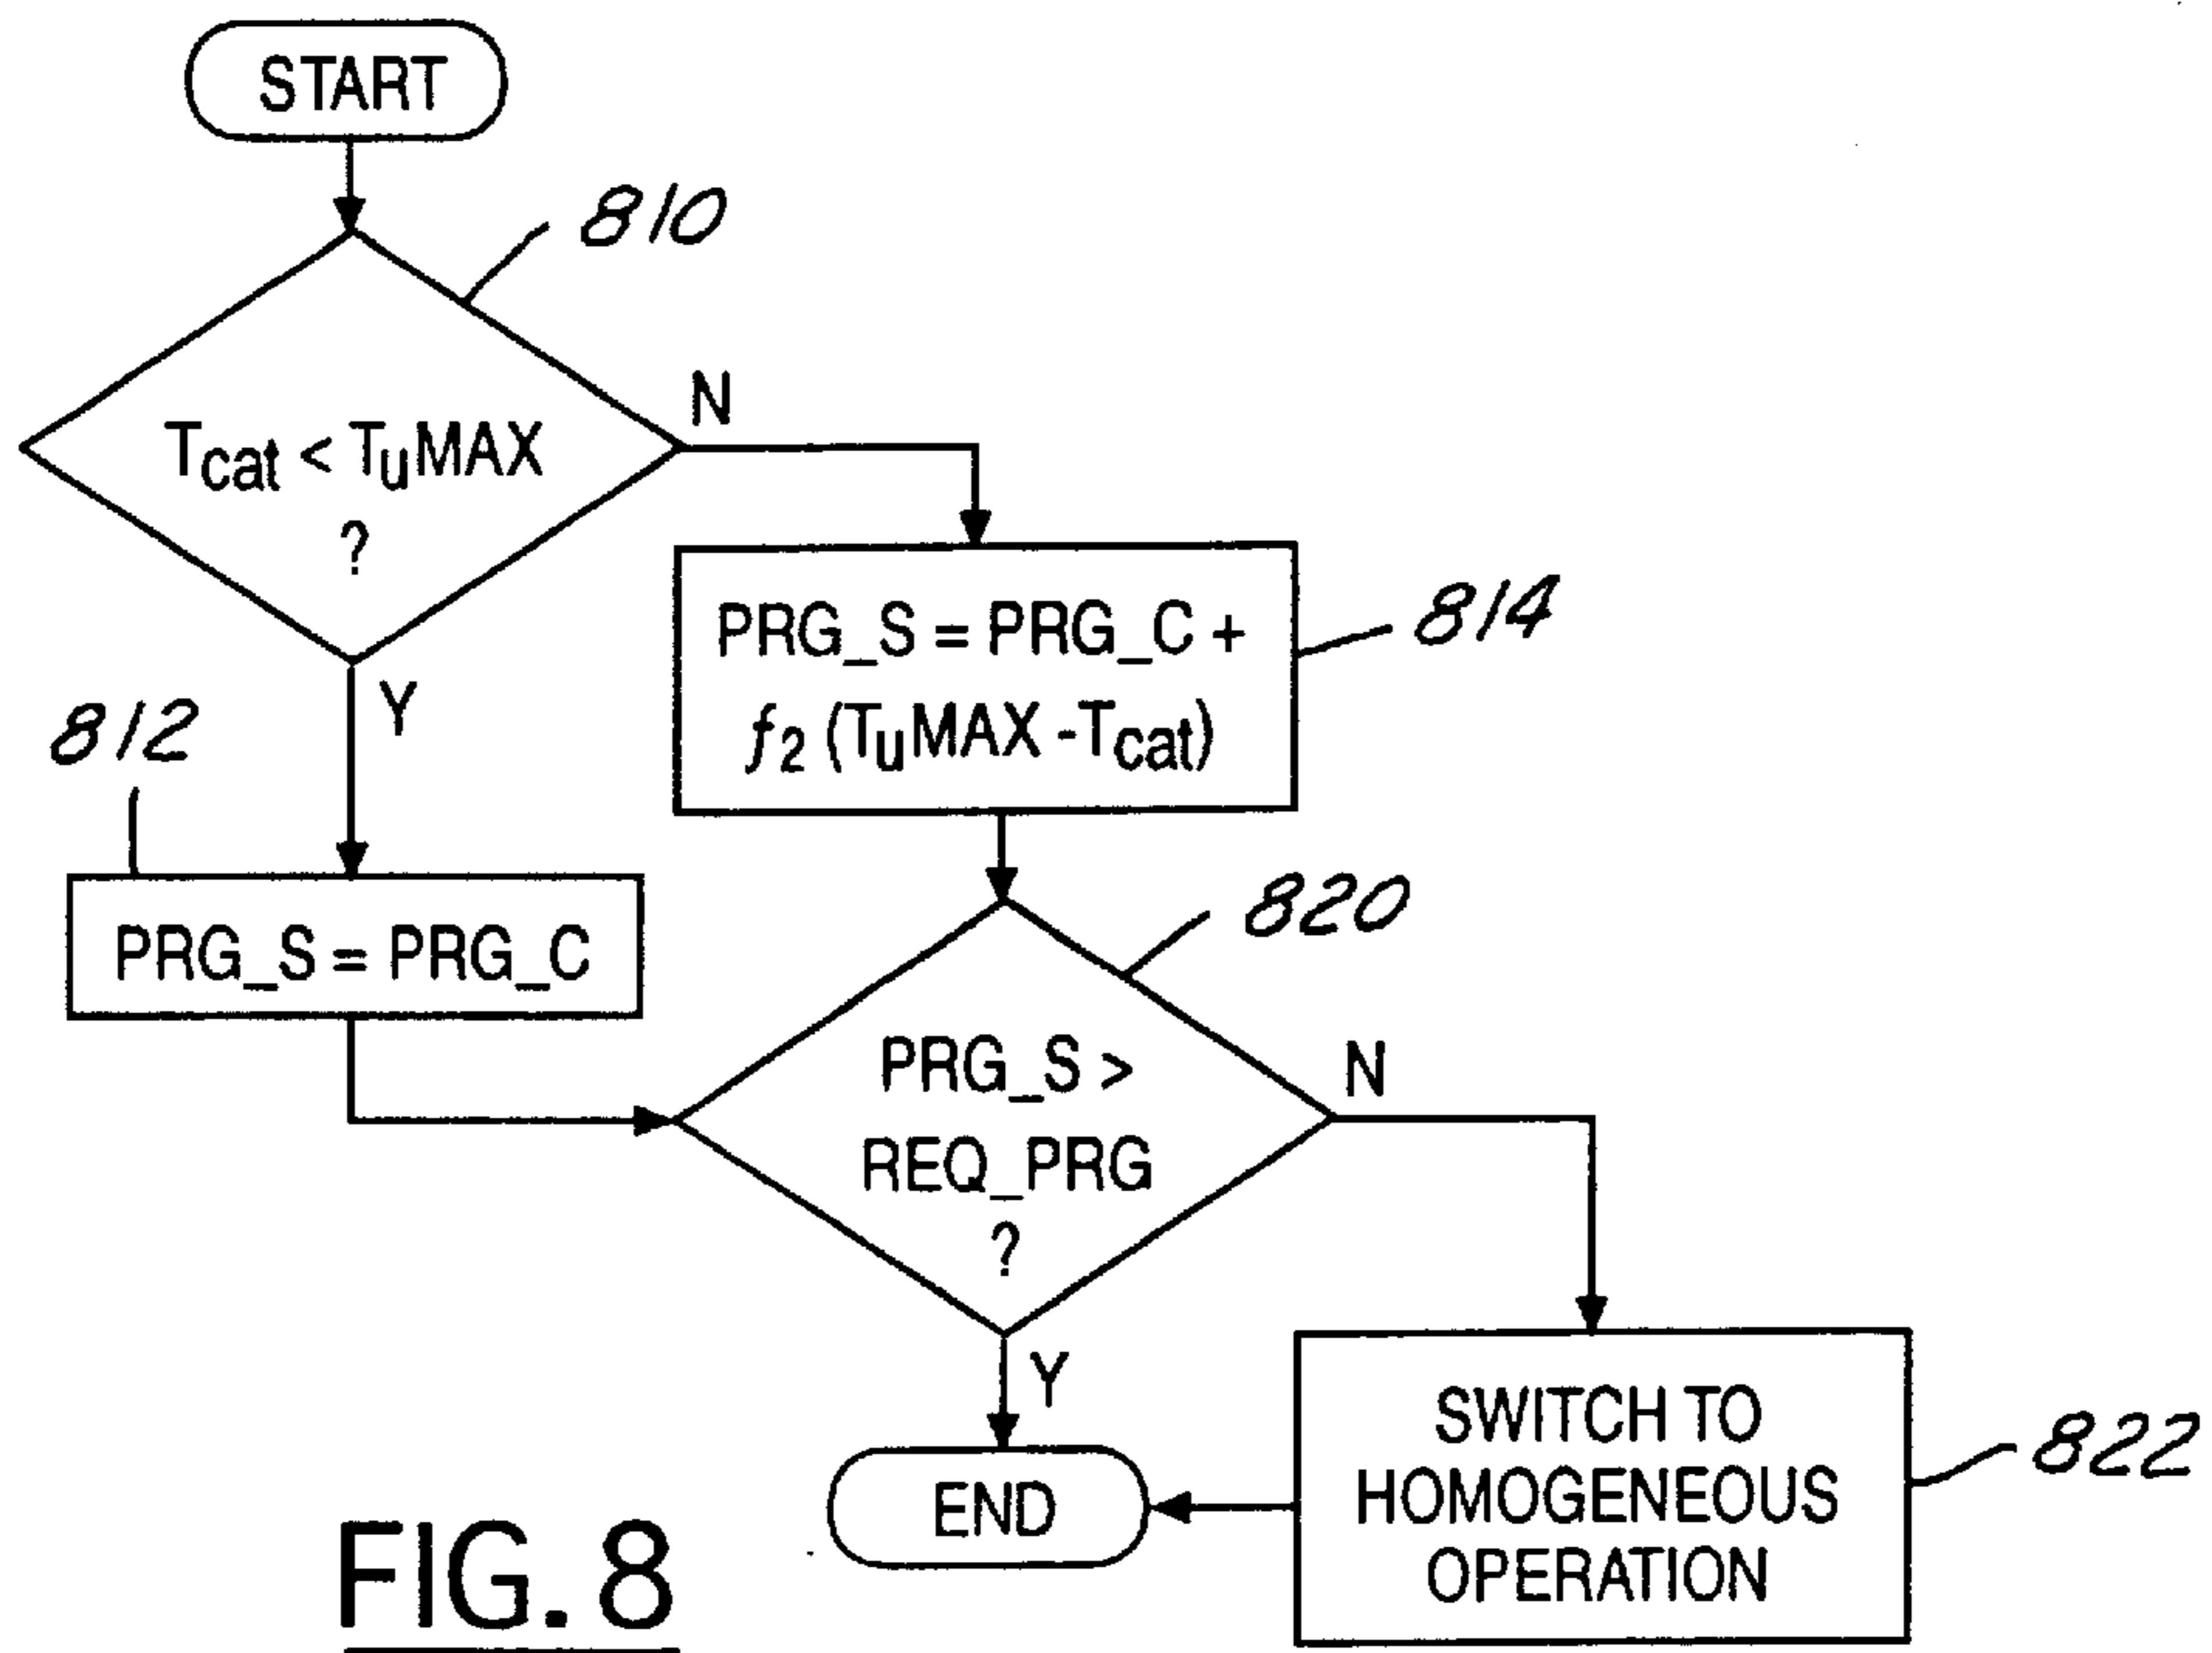 START
810
Tcat < TuMAX
?
N
Y
PRG_S = PRG_C +
f2 (TuMAX -Tcat)
814
812
PRG_S = PRG_C
820
PRG_S >
REQ_PRG
?
N
Y
SWITCH TO
HOMOGENEOUS
OPERATION
822
END
FIG. 8